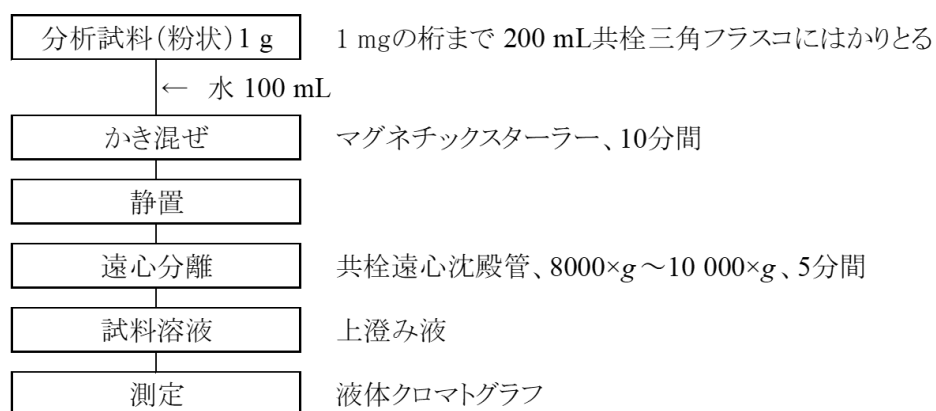 分析試料(粉状)1 g 1 mgの桁まで 200 mL共栓三角フラスコにはかりとる
← 水 100 mL
かき混ぜ マグネチックスターラー、10分間
静置
遠心分離 共栓遠心沈殿管、8000×g～10 000×g、5分間
試料溶液 上澄み液
測定 液体クロマトグラフ